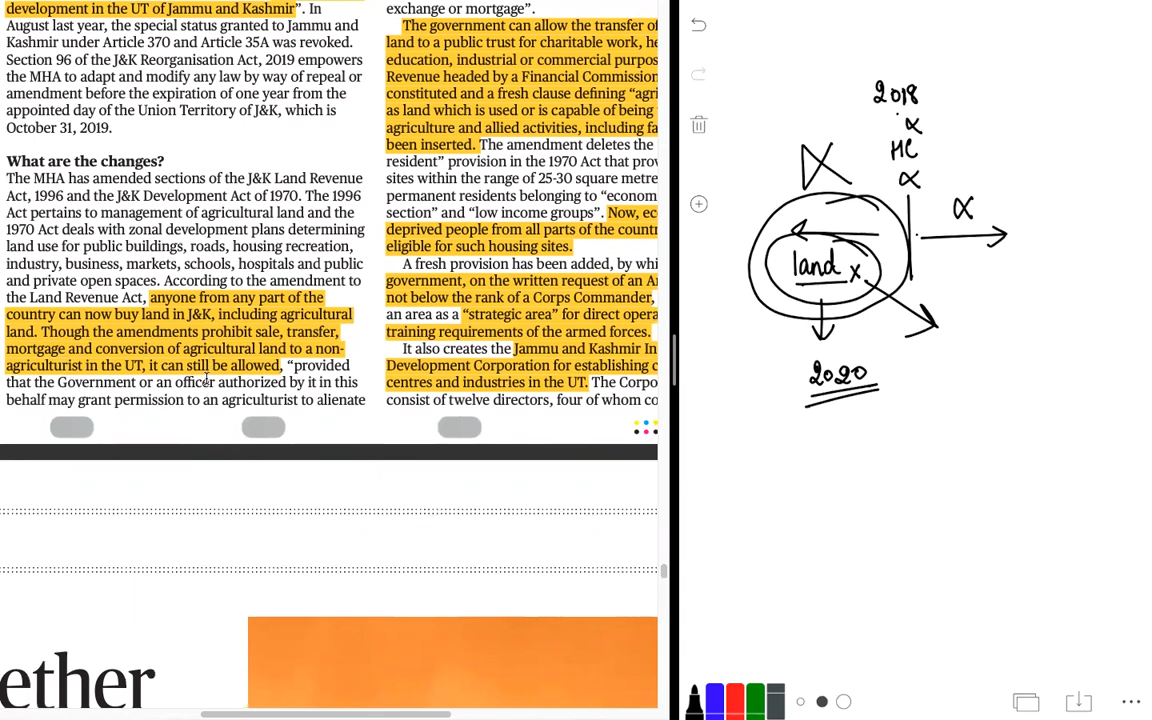 development in the UT of Jammu and Kashmir”. In
August last year, the special status granted to Jammu and
Kashmir under Article 370 and Article 35A was revoked.
Section 96 of the J&K Reorganisation Act, 2019 empowers
the MHA to adapt and modify any law by way of repeal or
amendment before the expiration of one year from the
appointed day of the Union Territory of J&K, which is
October 31, 2019.
What are the changes?
The MHA has amended sections of the J&K Land Revenue
Act, 1996 and the J&K Development Act of 1970. The 1996
Act pertains to management of agricultural land and the
1970 Act deals with zonal development plans determining
land use for public buildings, roads, housing recreation,
industry, business, markets, schools, hospitals and public
and private open spaces. According to the amendment to
the Land Revenue Act, anyone from any part of the
country can now buy land in J&K, including agricultural
land. Though the amendments prohibit sale, transfer,
mortgage and conversion of agricultural land to a non-
agriculturist in the UT, it can still be allowed, “provided
that the Government or an officer authorized by it in this
behalf may grant permission to an agriculturist to alienate
exchange or mortgage”.
The government can allow the transfer of
land to a public trust for charitable work, he
education, industrial or commercial purpos
Revenue headed by a Financial Commission
constituted and a fresh clause defining “agri
as land which is used or is capable of being
agriculture and allied activities, including fa
been inserted. The amendment deletes the
resident” provision in the 1970 Act that prov
sites within the range of 25-30 square metre
permanent residents belonging to “econom
section” and “low income groups”. Now, ec
deprived people from all parts of the countr
eligible for such housing sites.
A fresh provision has been added, by whi
government, on the written request of an A
not below the rank of a Corps Commander,
an area as a “strategic area” for direct opera
training requirements of the armed forces.
It also creates the Jammu and Kashmir In
Development Corporation for establishing c
centres and industries in the UT. The Corpo
consist of twelve directors, four of whom co
ether
2018
α
HC
α
α
land x
2020